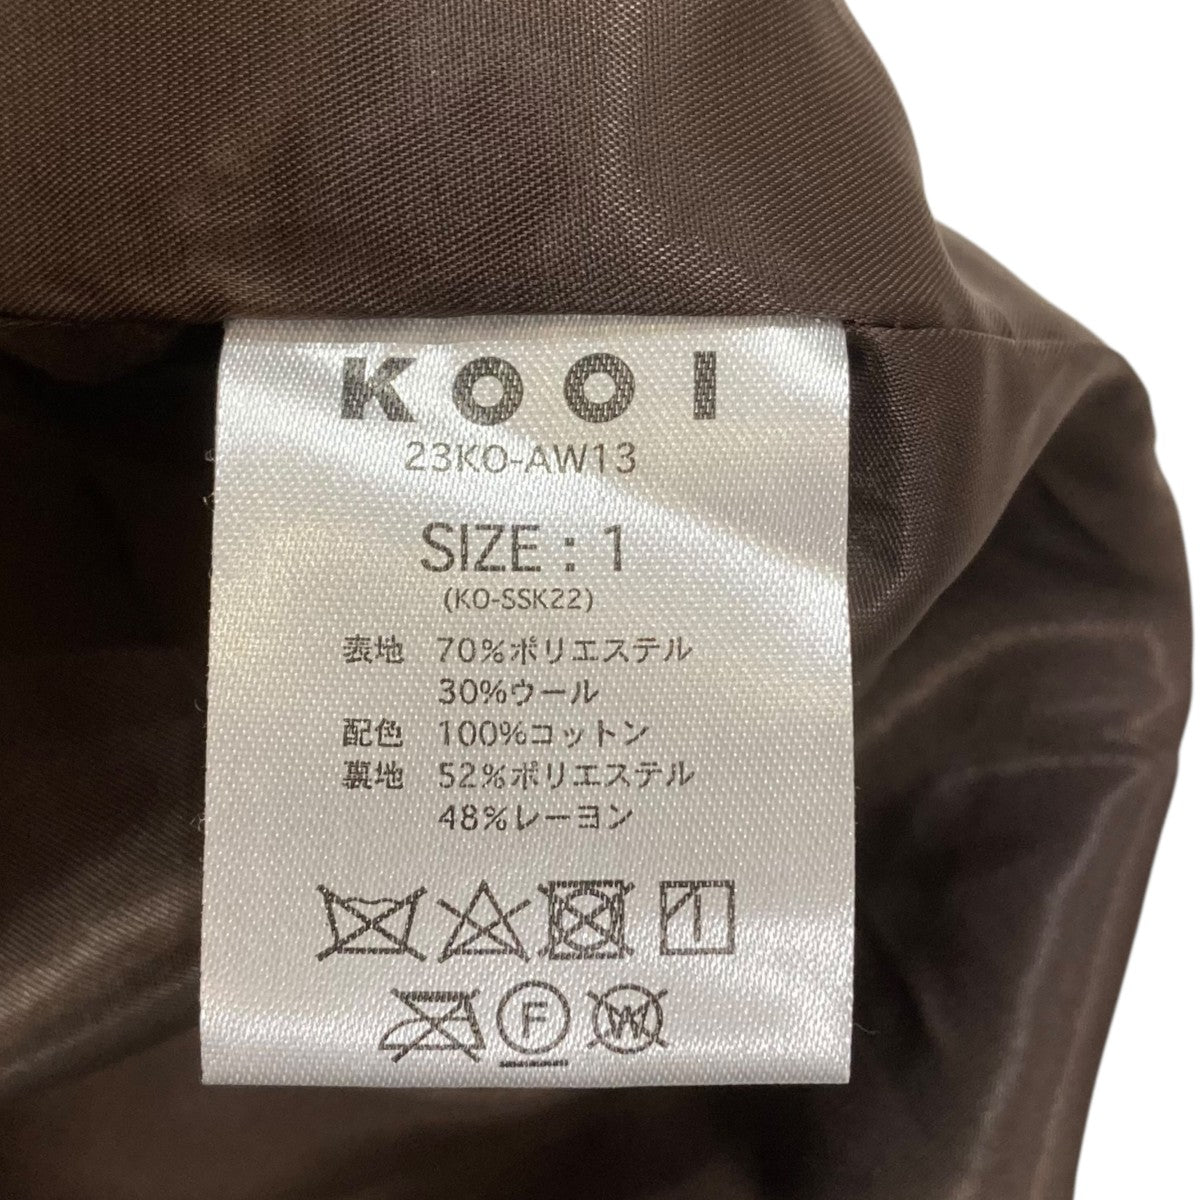 KOOI
23KO-AW13
SIZE : 1
(KO-SSK22)
表地 70%ポリエステル
30%ウール
配色 100%コットン
裏地 52%ポリエステル
48%レーヨン
F W